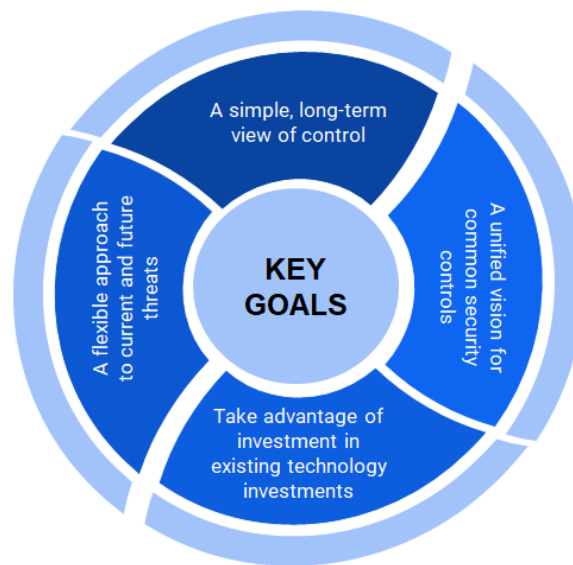 A simple, long-term
view of control
A unified vision for
common security
controls
KEY
GOALS
A flexible approach
to current and future
threats
Take advantage of
investment in
existing technology
investments